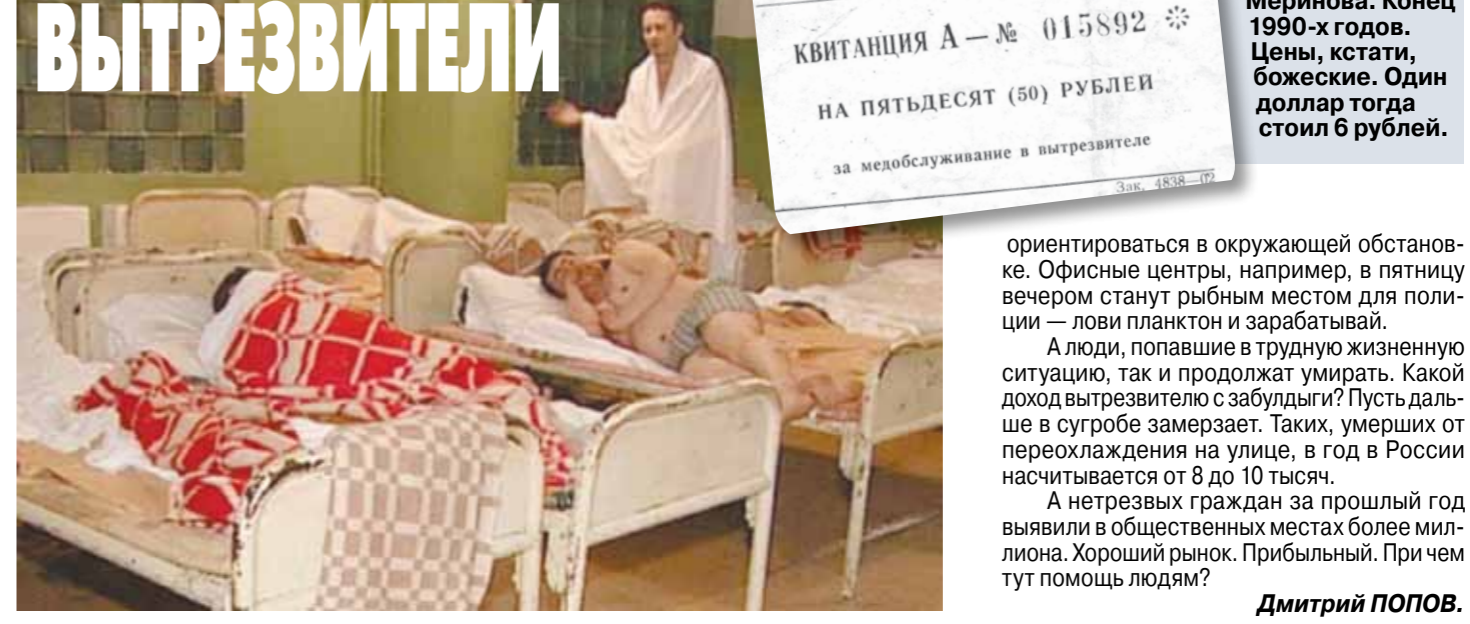 ВЫТРЕЗВИТЕЛИ
КВИТАНЦИЯ А — № 015892
НА ПЯТЬДЕСЯТ (50) РУБЛЕЙ
за медобслуживание в вытрезвителе
Зак. 4838—02
Меринова. Конец
1990-х годов.
Цены, кстати,
божеские. Один
доллар тогда
стоил 6 рублей.
ориентироваться в окружающей обстанов-
ке. Офисные центры, например, в пятницу
вечером станут рыбным местом для поли-
ции — лови планктон и зарабатывай.
А люди, попавшие в трудную жизненную
ситуацию, так и продолжат умирать. Какой
доход вытрезвителю с забулдыги? Пусть даль-
ше в сугробе замерзает. Таких, умерших от
переохлаждения на улице, в год в России
насчитывается от 8 до 10 тысяч.
А нетрезвых граждан за прошлый год
выявили в общественных местах более мил-
лиона. Хороший рынок. Прибыльный. При чем
тут помощь людям?
Дмитрий ПОПОВ.